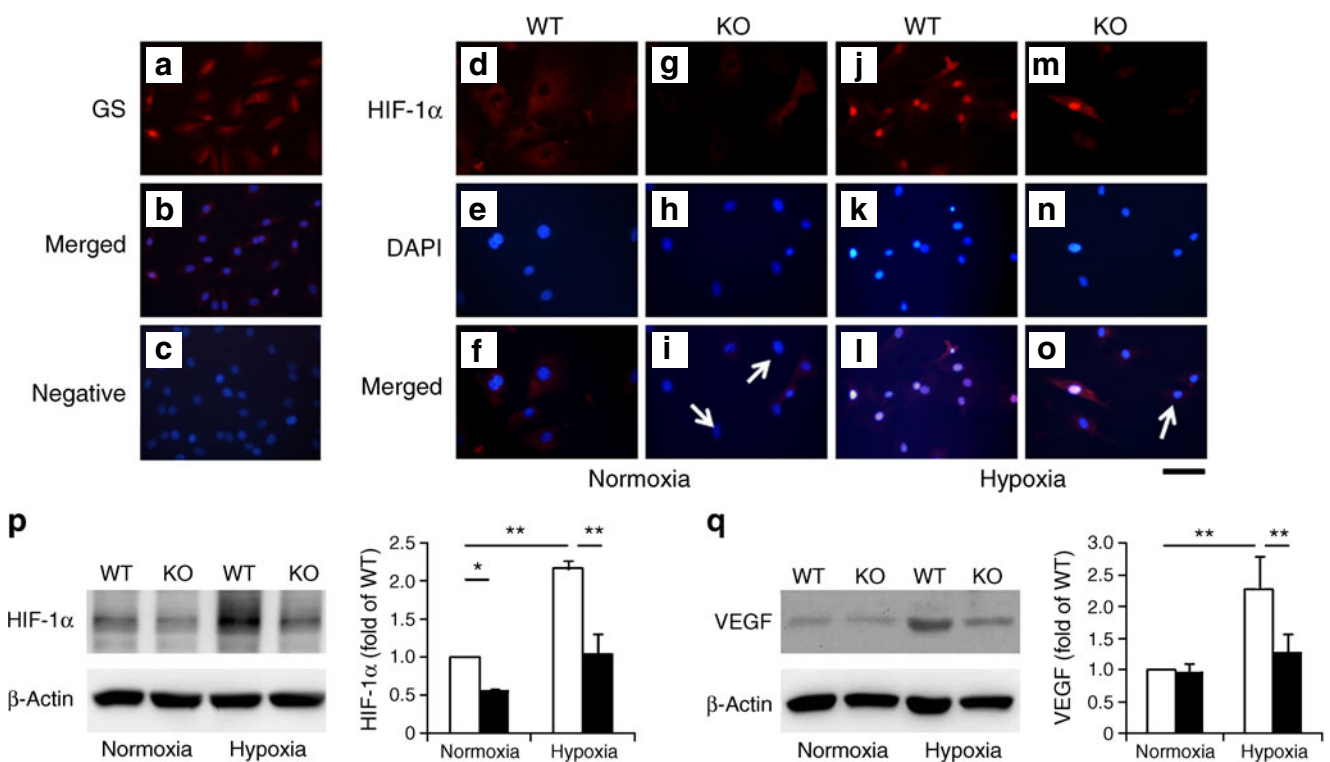 WT KO WT KO
a d g j m
GS HIF-1α
b e h k n
Merged DAPI
c f i l o
Negative Merged
Normoxia Hypoxia
p
WT KO WT KO
HIF-1α
β-Actin
Normoxia Hypoxia
HIF-1α (fold of WT)
2.5
2.0
1.5
1.0
0.5
0
** **
*
Normoxia Hypoxia
q
WT KO WT KO
VEGF
β-Actin
Normoxia Hypoxia
VEGF (fold of WT)
3.0
2.5
2.0
1.5
1.0
0.5
0
** **
Normoxia Hypoxia